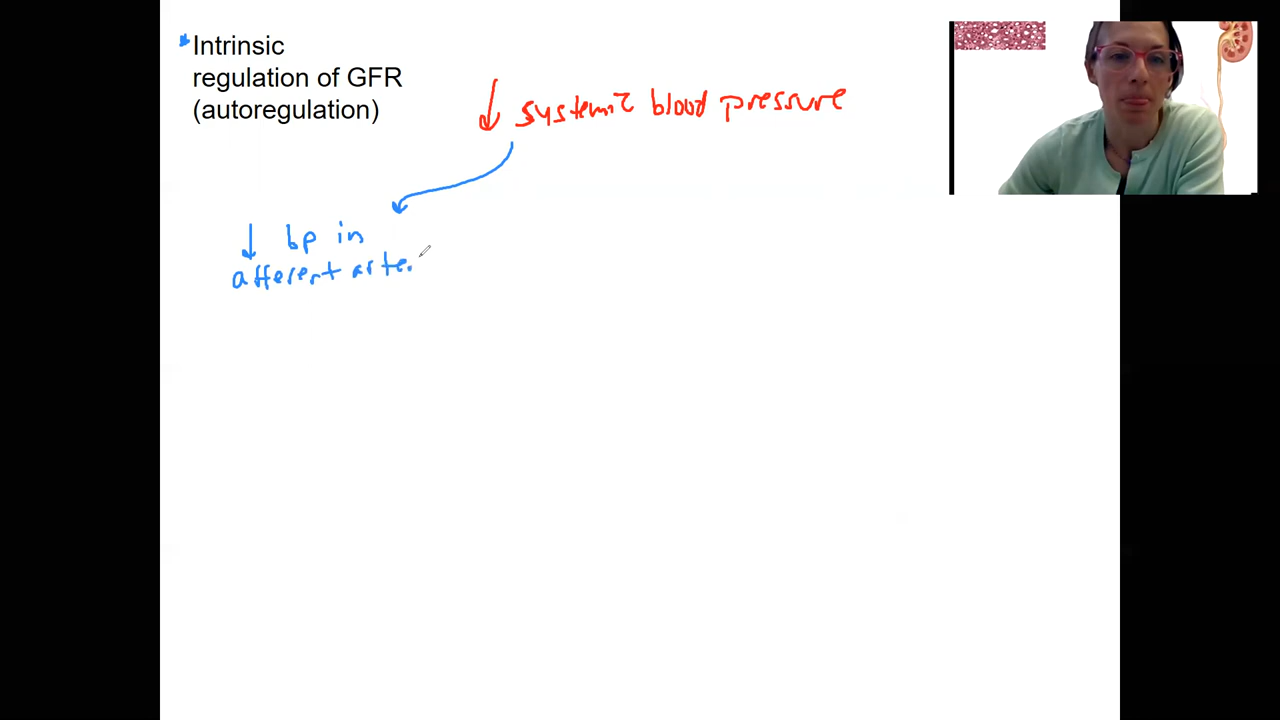 * Intrinsic
regulation of GFR
(autoregulation)
↓ systemic blood pressure
↓ bp in
afferent arte